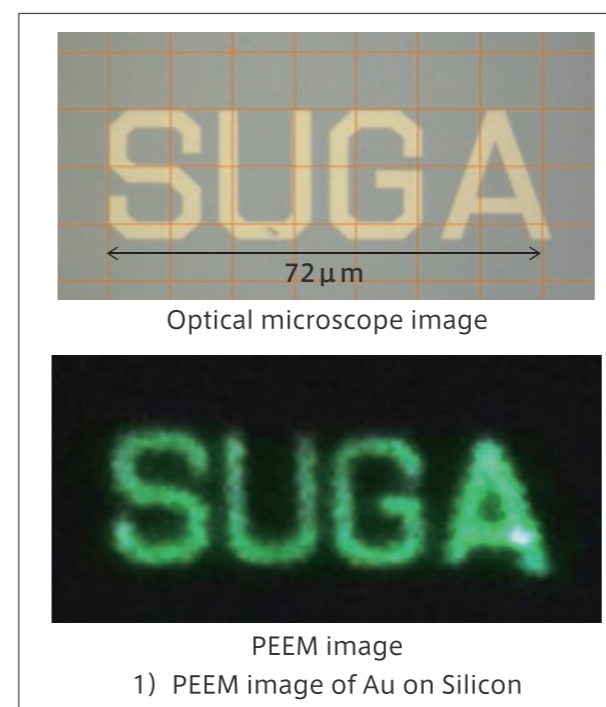 SUGA
72μm
Optical microscope image
SUGA
PEEM image
1) PEEM image of Au on Silicon